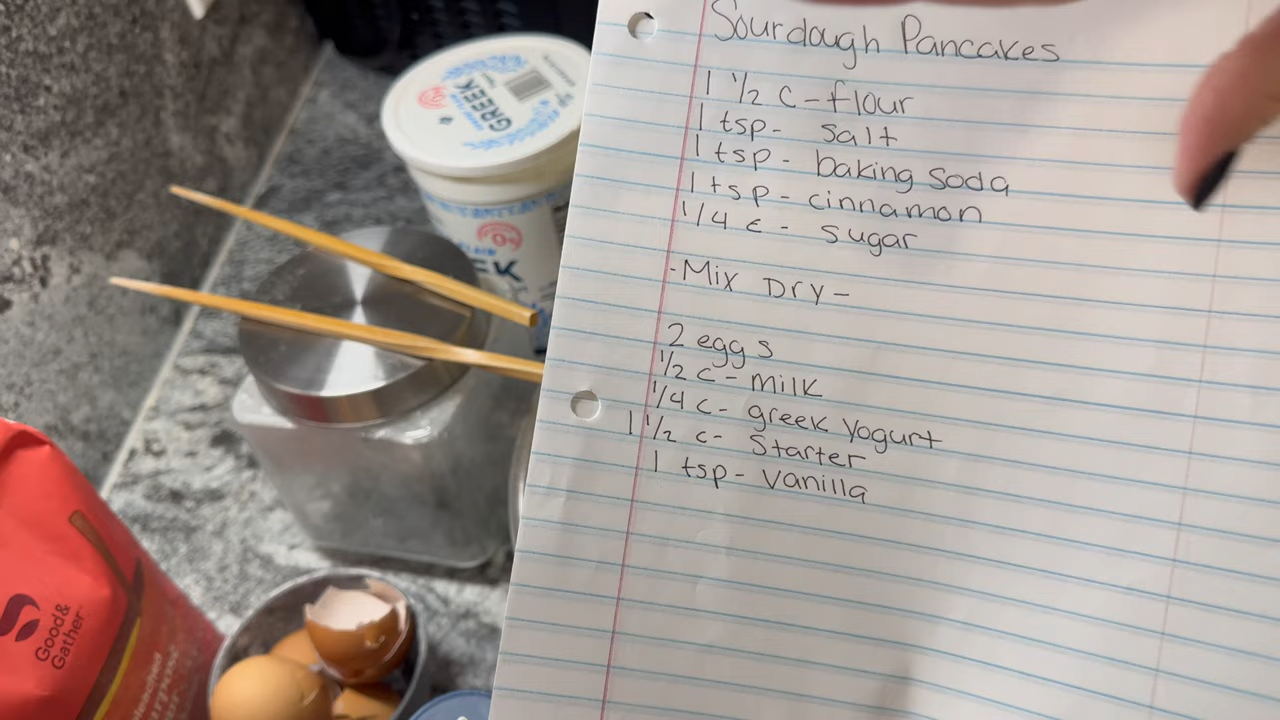 Sourdough Pancakes
1 1/2 c - flour
1 tsp - salt
1 tsp - baking soda
1 tsp - cinnamon
1/4 c - sugar
-Mix Dry-
2 eggs
1/2 c - milk
1/4 c - greek yogurt
1 1/2 c - Starter
1 tsp - vanilla
GREEK
Good&
Gather